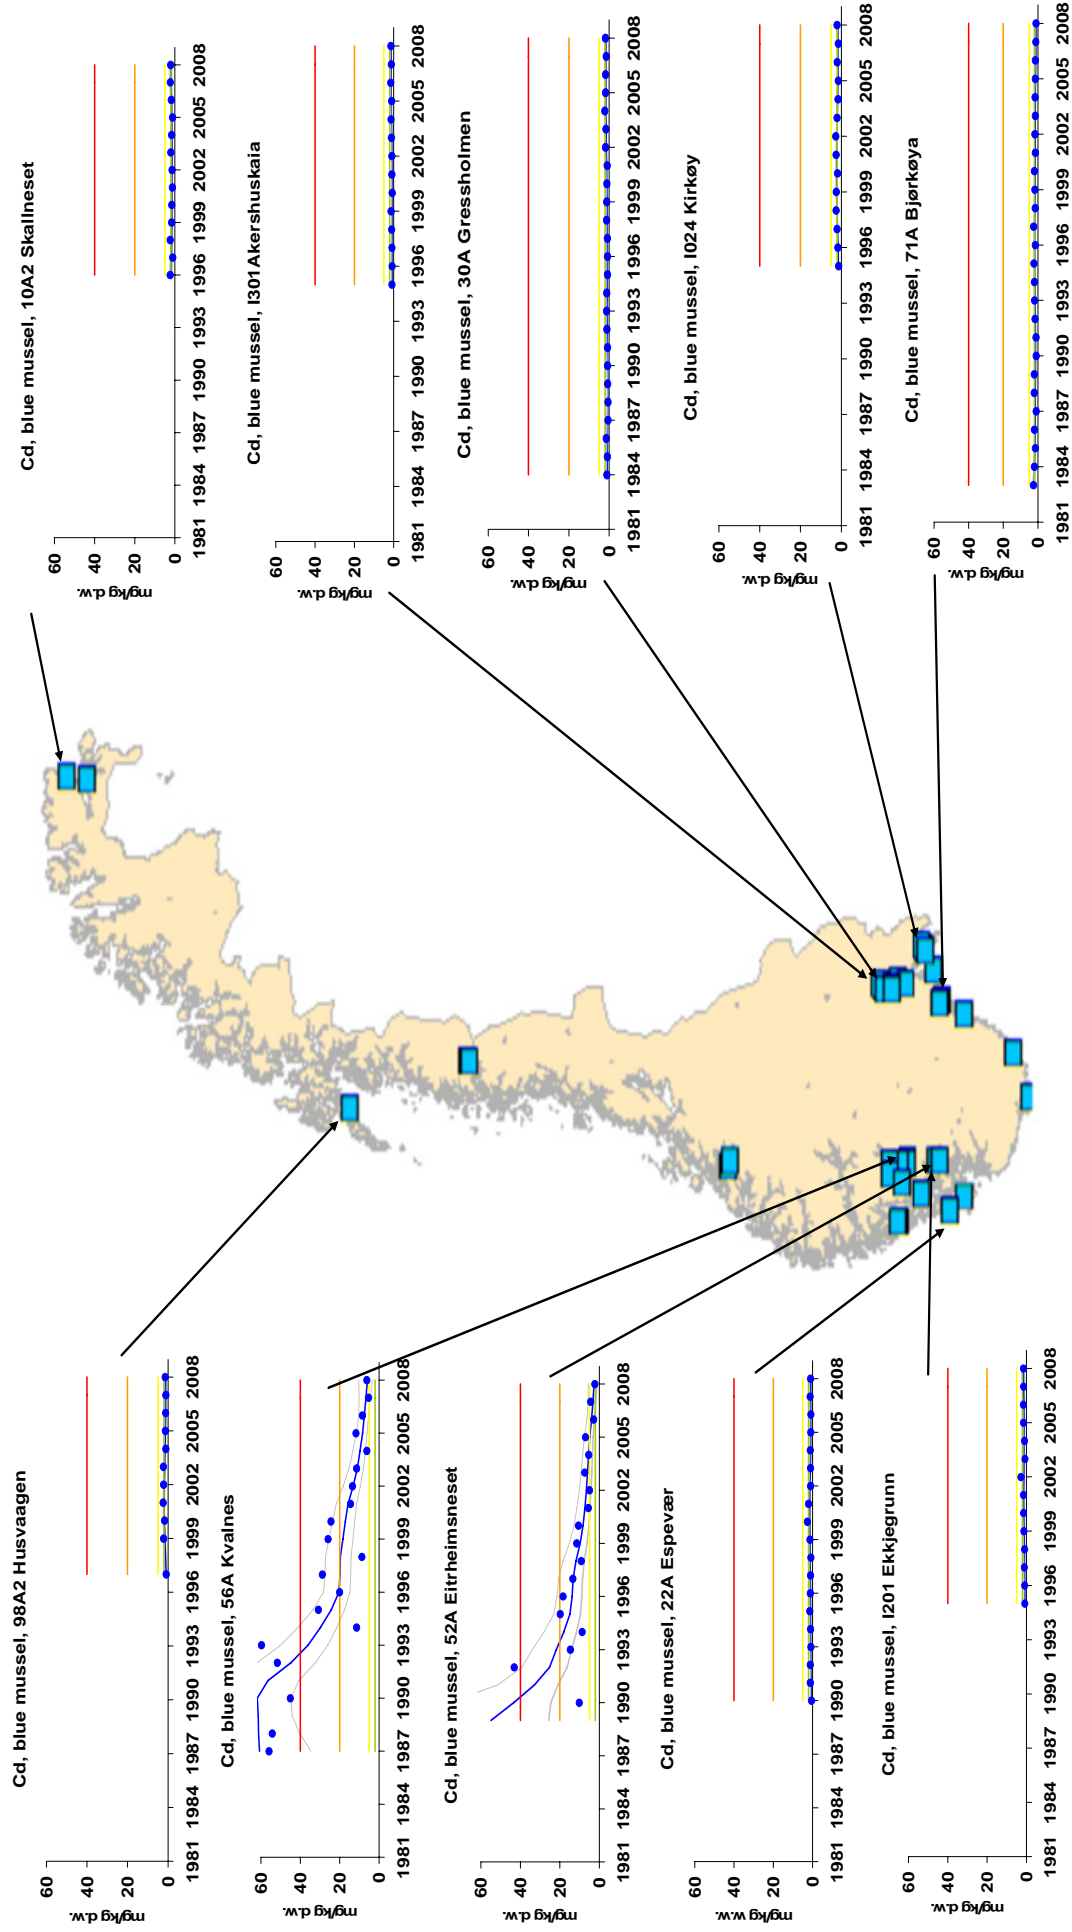 Cd, blue mussel, 98A2 Husvaagen
60
40
20
0
mg/kg d.w.
1981 1984 1987 1990 1993 1996 1999 2002 2005 2008
Cd, blue mussel, 56A Kvalnes
60
40
20
0
mg/kg d.w.
1981 1984 1987 1990 1993 1996 1999 2002 2005 2008
Cd, blue mussel, 52A Eitrheimsneset
60
40
20
0
mg/kg d.w.
1981 1984 1987 1990 1993 1996 1999 2002 2005 2008
Cd, blue mussel, 22A Espevær
60
40
20
0
mg/kg w.w.
1981 1984 1987 1990 1993 1996 1999 2002 2005 2008
Cd, blue mussel, I201 Ekkjegrunn
60
40
20
0
mg/kg d.w.
1981 1984 1987 1990 1993 1996 1999 2002 2005 2008
Cd, blue mussel, 10A2 Skallneset
60
40
20
0
mg/kg d.w.
1981 1984 1987 1990 1993 1996 1999 2002 2005 2008
Cd, blue mussel, I301Akershuskaia
60
40
20
0
mg/kg d.w.
1981 1984 1987 1990 1993 1996 1999 2002 2005 2008
Cd, blue mussel, 30A Gressholmen
60
40
20
0
mg/kg d.w.
1981 1984 1987 1990 1993 1996 1999 2002 2005 2008
Cd, blue mussel, I024 Kirkøy
60
40
20
0
mg/kg d.w.
1981 1984 1987 1990 1993 1996 1999 2002 2005 2008
Cd, blue mussel, 71A Bjørkøya
60
40
20
0
mg/kg d.w.
1981 1984 1987 1990 1993 1996 1999 2002 2005 2008